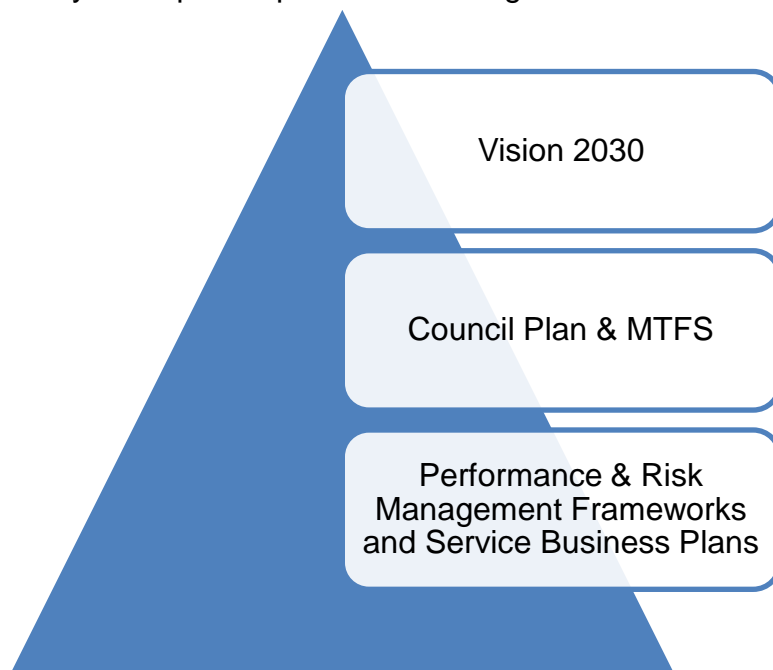 Vision 2030
Council Plan & MTFS
Performance & Risk
Management Frameworks
and Service Business Plans